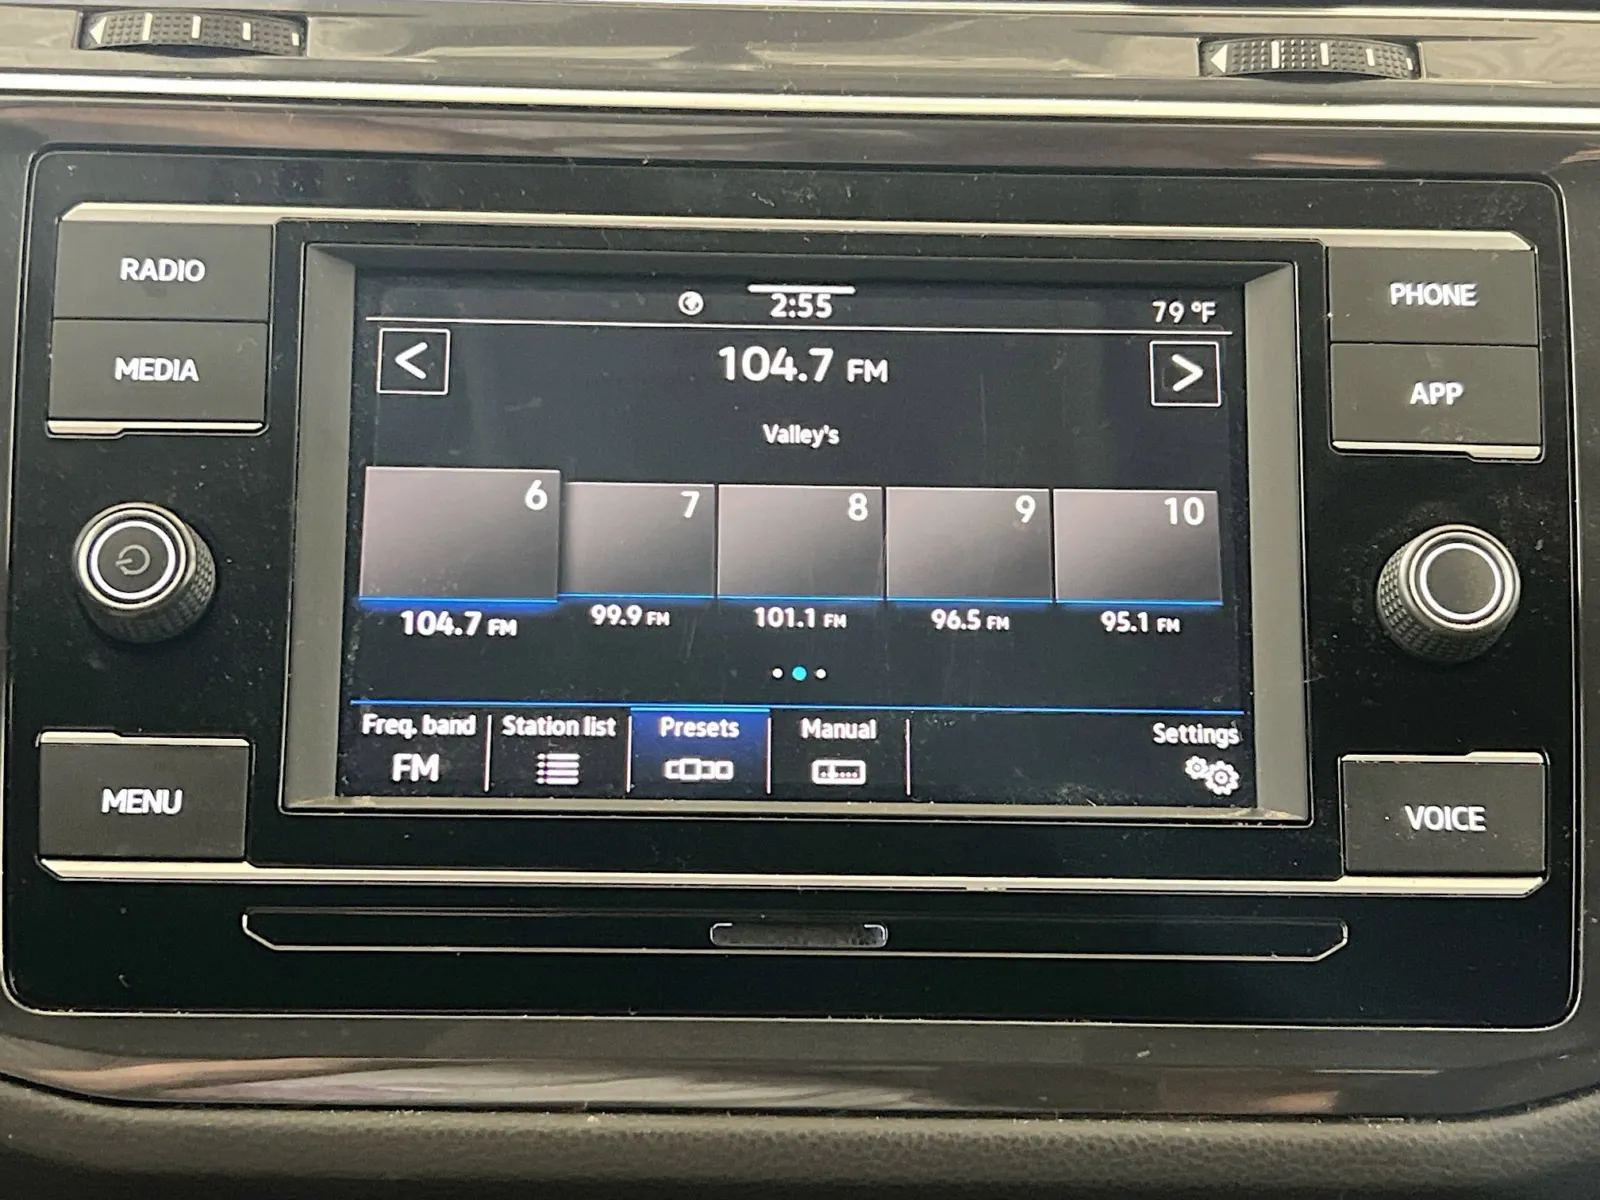 RADIO
MEDIA
MENU
2:55
79 °F
<
104.7 FM
>
Valley's
6
7
8
9
10
104.7 FM
99.9 FM
101.1 FM
96.5 FM
95.1 FM
Freq. band
FM
Station list
Presets
Manual
Settings
PHONE
APP
VOICE